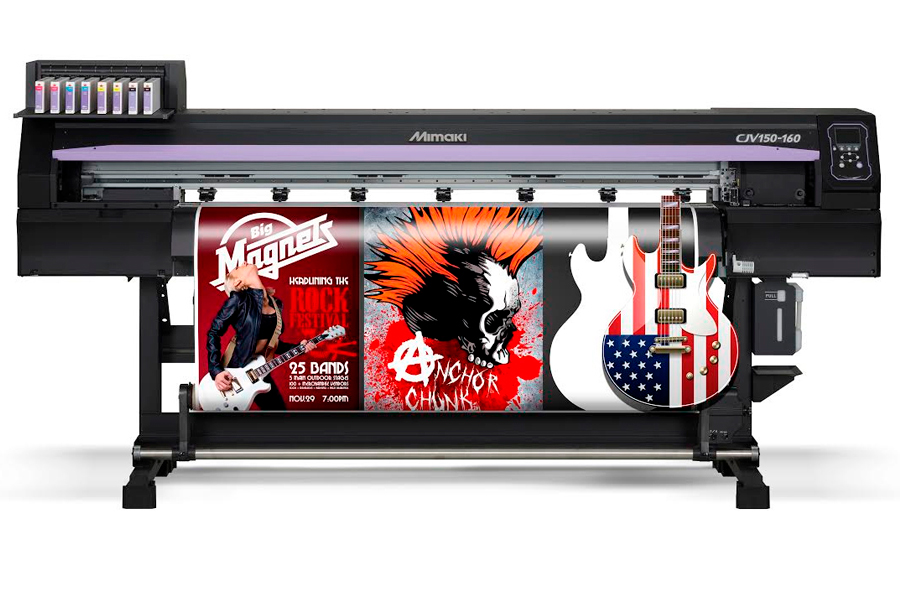 Mimaki
CJV150-160
Big
Magnets
HEADLINING THE
ROCK
FESTIVAL
25 BANDS
3 MAIN OUTDOOR STAGES
NOV.29 7:00PM
ANCHOR
CHUNK
PULL